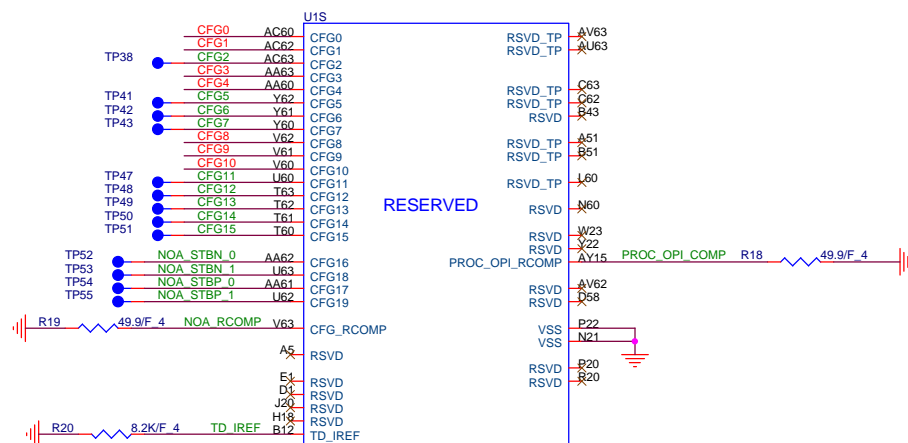 U1S
CFG0 AC60 CFG0 RSVD_TP AV63
CFG1 AC62 CFG1 RSVD_TP AU63
TP38 CFG2 AC63 CFG2
CFG3 AA63 CFG3
CFG4 AA60 CFG4 RSVD_TP C63
TP41 CFG5 Y62 CFG5 RSVD_TP C62
TP42 CFG6 Y61 CFG6 RSVD B43
TP43 CFG7 Y60 CFG7
CFG8 V62 CFG8 RSVD_TP A51
CFG9 V61 CFG9 RSVD_TP B51
CFG10 V60 CFG10
TP47 CFG11 U60 CFG11 RSVD_TP L60
TP48 CFG12 T63 CFG12
TP49 CFG13 T62 CFG13 RESERVED RSVD N60
TP50 CFG14 T61 CFG14
TP51 CFG15 T60 CFG15 RSVD W23
RSVD Y22
TP52 NOA_STBN_0 AA62 CFG16 PROC_OPI_RCOMP AY15 PROC_OPI_COMP R18 49.9/F_4
TP53 NOA_STBN_1 U63 CFG18
TP54 NOA_STBP_0 AA61 CFG17 RSVD AV62
TP55 NOA_STBP_1 U62 CFG19 RSVD D58
R19 49.9/F_4 NOA_RCOMP V63 CFG_RCOMP VSS P22
VSS N21
A5 RSVD
RSVD P20
E1 RSVD RSVD R20
D1 RSVD
J20 RSVD
H18 RSVD
R20 8.2K/F_4 TD_IREF B12 TD_IREF